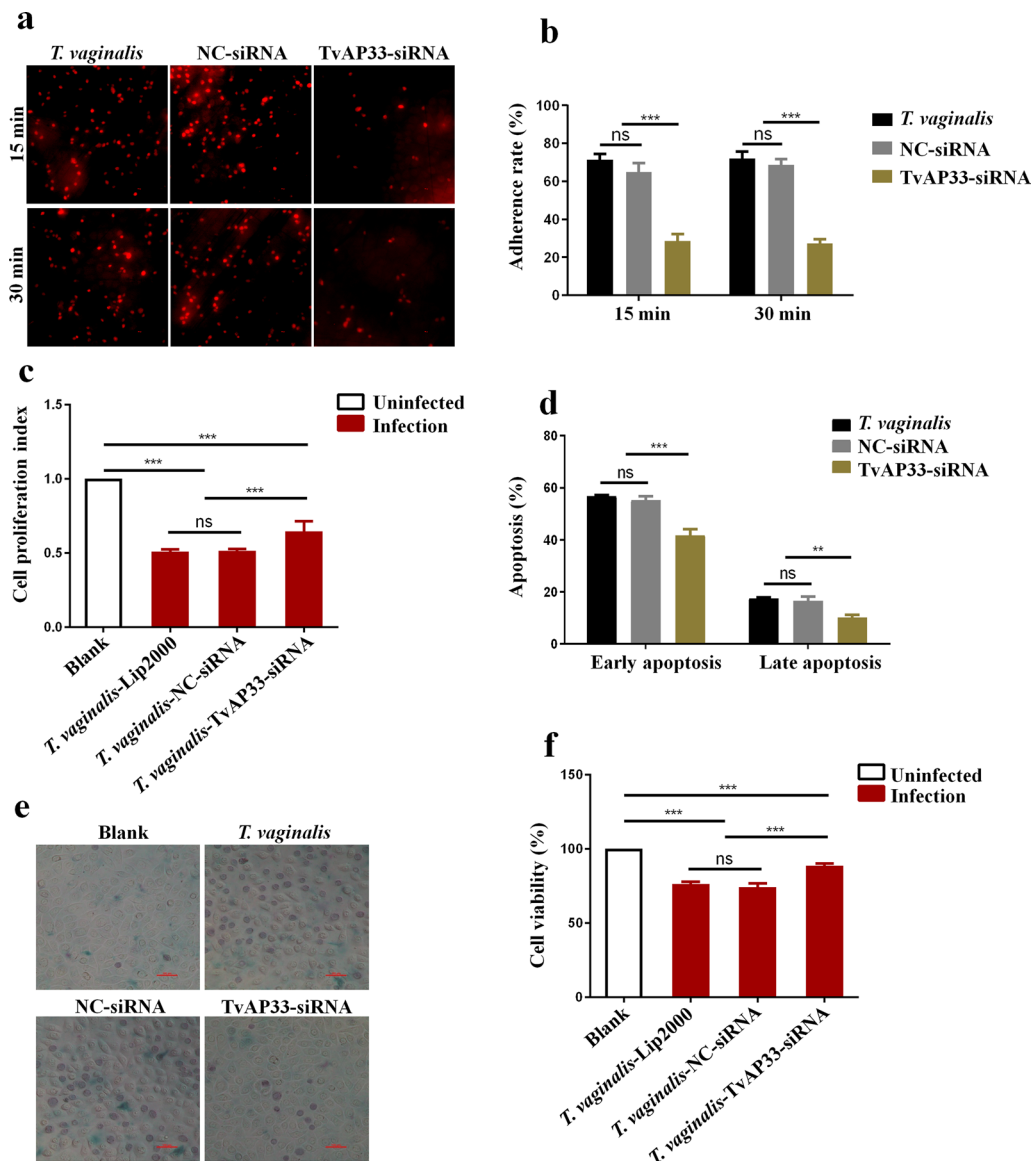 a
T. vaginalis NC-siRNA TvAP33-siRNA
15 min
30 min
b
Adherence rate (%)
100
80
60
40
20
0
ns
***
ns
***
15 min 30 min
T. vaginalis
NC-siRNA
TvAP33-siRNA
c
Cell proliferation index
1.5
1.0
0.5
0.0
***
***
***
ns
Uninfected
Infection
Blank
T. vaginalis-Lip2000
T. vaginalis-NC-siRNA
T. vaginalis-TvAP33-siRNA
d
Apoptosis (%)
80
60
40
20
0
***
ns
**
ns
Early apoptosis Late apoptosis
T. vaginalis
NC-siRNA
TvAP33-siRNA
e
Blank T. vaginalis
NC-siRNA TvAP33-siRNA
f
Cell viability (%)
150
100
50
0
***
***
***
ns
Uninfected
Infection
Blank
T. vaginalis-Lip2000
T. vaginalis-NC-siRNA
T. vaginalis-TvAP33-siRNA